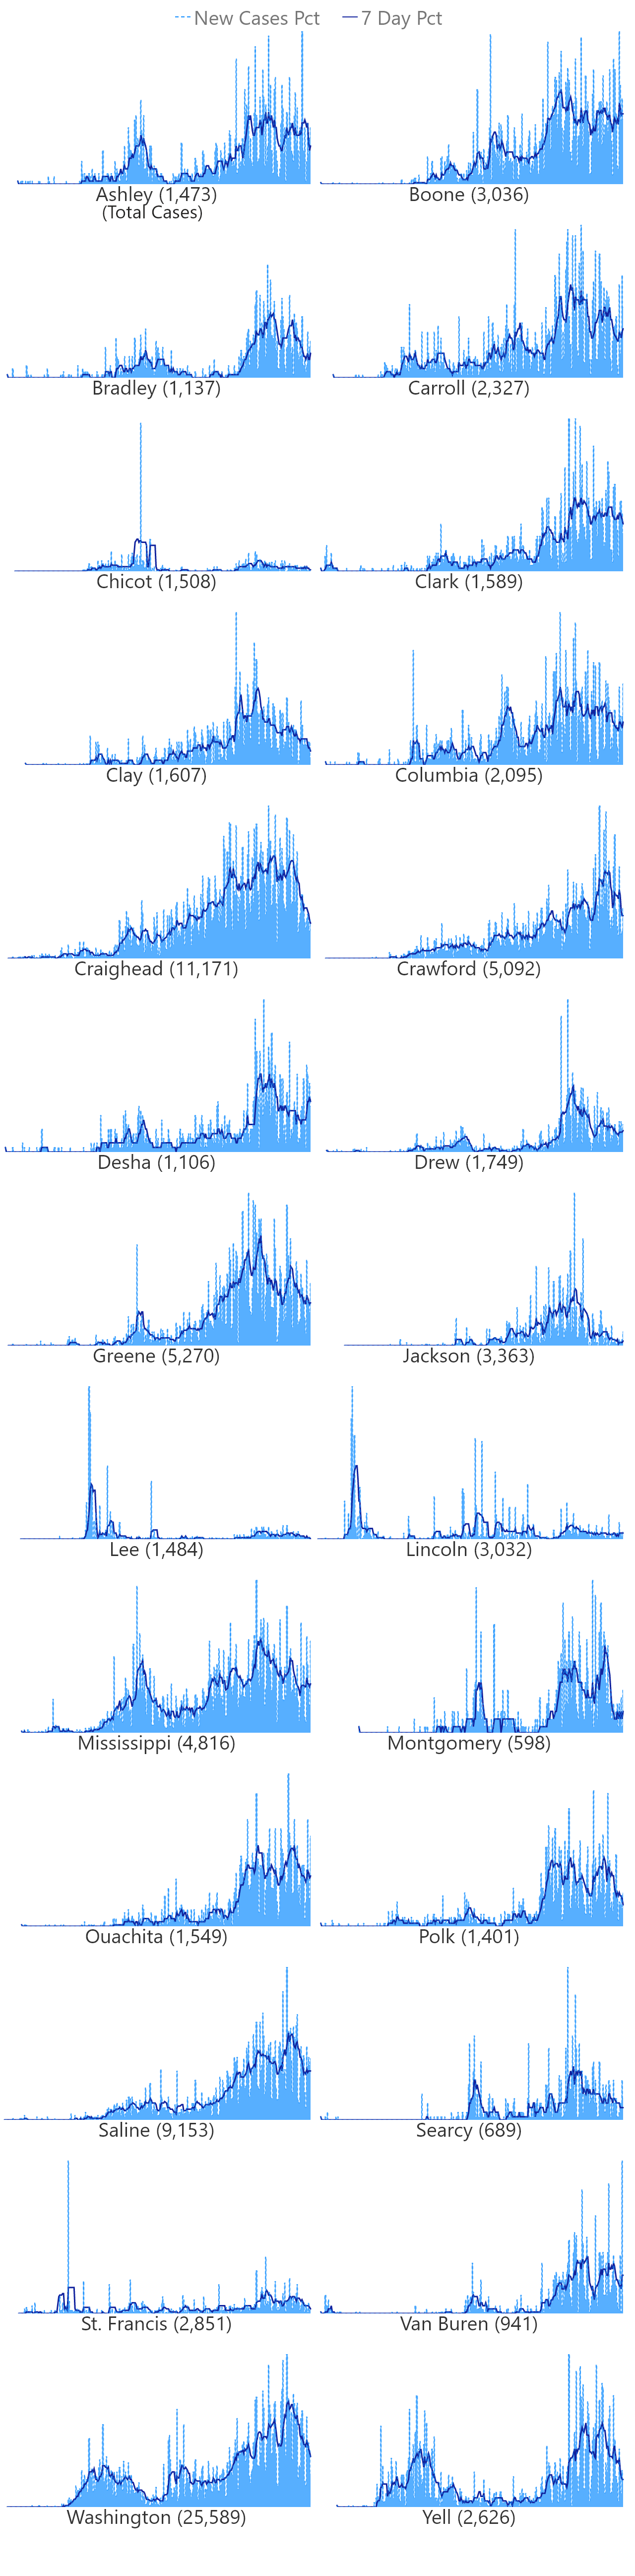 New Cases Pct 7 Day Pct
Ashley (1,473) Boone (3,036)
(Total Cases)
Bradley (1,137) Carroll (2,327)
Chicot (1,508) Clark (1,589)
Clay (1,607) Columbia (2,095)
Craighead (11,171) Crawford (5,092)
Desha (1,106) Drew (1,749)
Greene (5,270) Jackson (3,363)
Lee (1,484) Lincoln (3,032)
Mississippi (4,816) Montgomery (598)
Ouachita (1,549) Polk (1,401)
Saline (9,153) Searcy (689)
St. Francis (2,851) Van Buren (941)
Washington (25,589) Yell (2,626)